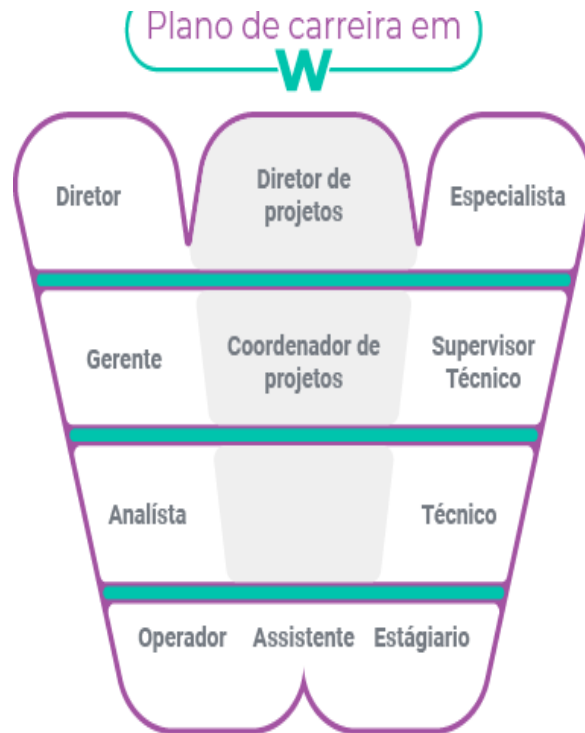 Plano de carreira em
W
Diretor
Diretor de
projetos
Especialista
Gerente
Coordenador de
projetos
Supervisor
Técnico
Analísta
Técnico
Operador Assistente Estágiario